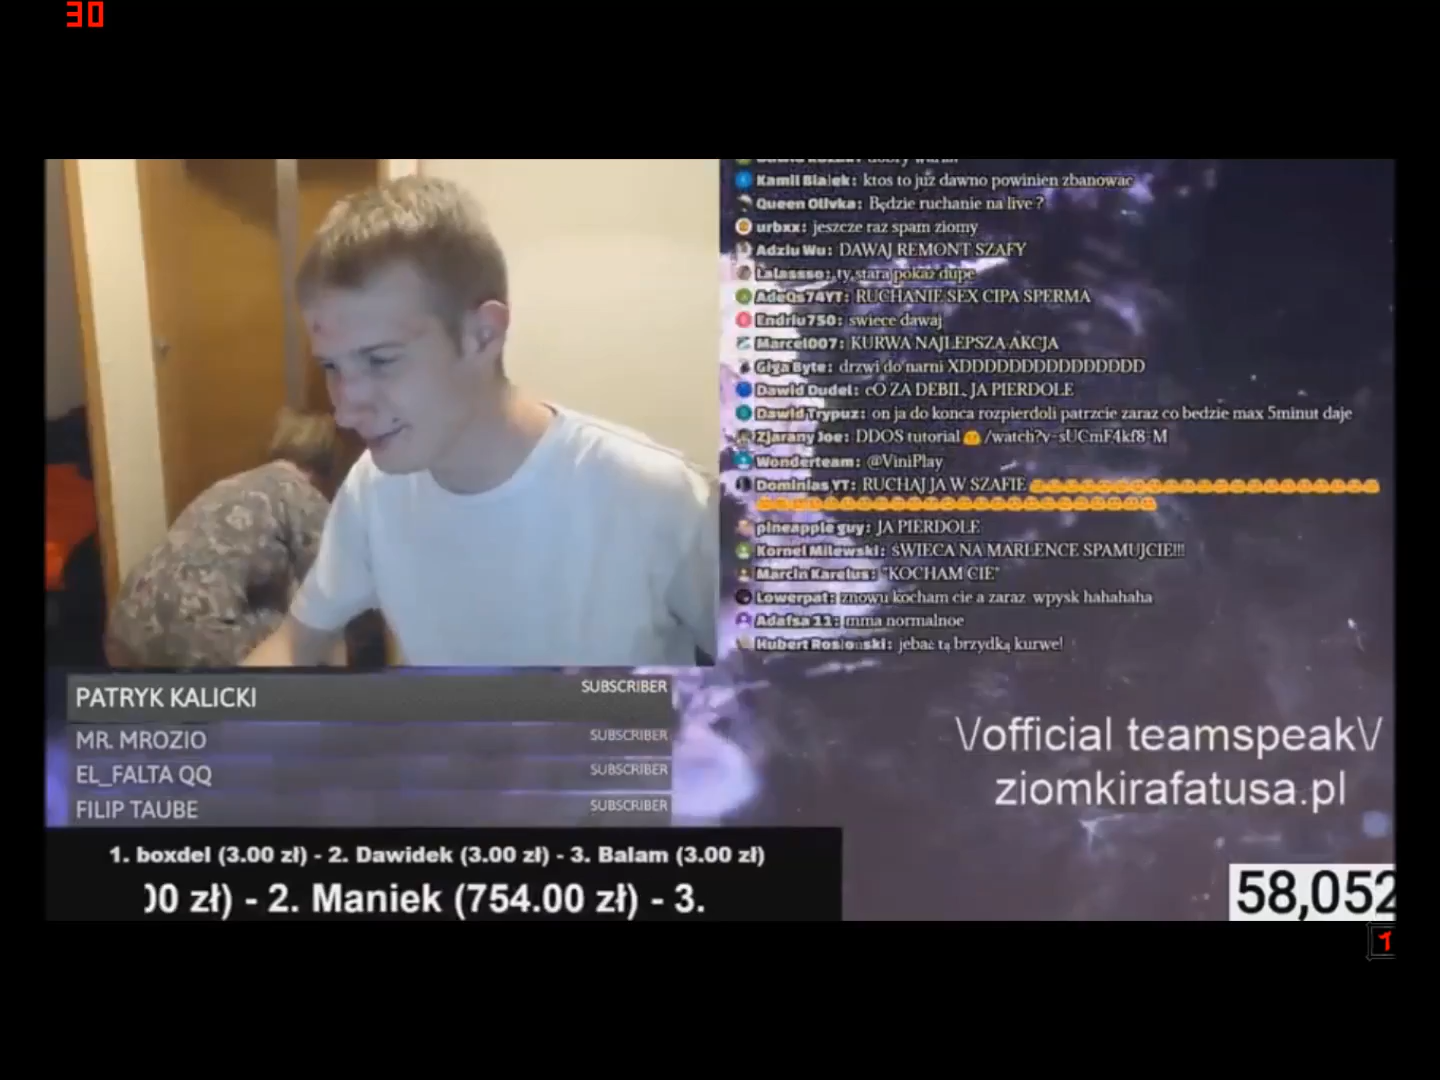 30
Kamil Bialek: ktos to już dawno powinien zbanowac
Queen Olivka: Będzie ruchanie na live ?
urbxx: jeszcze raz spam ziomy
Adziu Wu: DAWAJ REMONT SZAFY
Lalassso: ty stara pokaż dupe
AdeQs74YT: RUCHANIE SEX CIPA SPERMA
Endriu750: swiece dawaj
Marcel007: KURWA NAJLEPSZA AKCJA
Giga Byte: drzwi do narni XDDDDDDDDDDDDDDD
Dawid Dudel: cO ZA DEBIL, JA PIERDOLE
Dawid Trypuz: on ja do konca rozpierdoli patrzcie zaraz co bedzie max 5minut daje
Zjarany Joe: DDOS tutorial /watch?v=sUCmF4kf8-M
Wonderteam: @ViniPlay
Dominias YT: RUCHAJ JA W SZAFIE
pineapple guy: JA PIERDOLE
Kornel Milewski: śWIECA NA MARLENCE SPAMUJCIE!!!
Marcin Karelus: "KOCHAM CIE"
Lowerpat: znowu kocham cie a zaraz wpysk hahahaha
Adafsa 11: mma normalnoe
Hubert jebać tą brzydką kurwe!
PATRYK KALICKI SUBSCRIBER
MR. MROZIO SUBSCRIBER
EL_FALTA QQ SUBSCRIBER
FILIP TAUBE SUBSCRIBER
\/official teamspeak\/
ziomkirafatusa.pl
1. boxdel (3.00 zł) - 2. Dawidek (3.00 zł) - 3. Balam (3.00 zł)
00 zł) - 2. Maniek (754.00 zł) - 3.
58,052
1